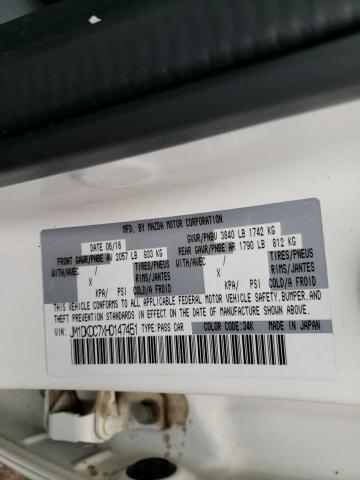 MFD. BY MAZDA MOTOR CORPORATION
DATE 06/16 GVWR/PNBV 3840 LB 1742 KG
FRONT GAWR/PNBE AV 2057 LB 933 KG REAR GAWR/PNBE AR 1790 LB 812 KG
WITH/AVEC / TIRES/PNEUS WITH/AVEC / TIRES/PNEUS
X RIMS/JANTES X RIMS/JANTES
KPA/ PSI COLD/A FROID KPA/ PSI COLD/A FROID
THIS VEHICLE CONFORMS TO ALL APPLICABLE FEDERAL MOTOR VEHICLE SAFETY, BUMPER, AND
THEFT PREVENTION STANDARDS IN EFFECT ON THE DATE OF MANUFACTURE SHOWN ABOVE.
VIN: JM1DKDC7XH0147451 TYPE PASS CAR COLOR CODE: 34K MADE IN JAPAN